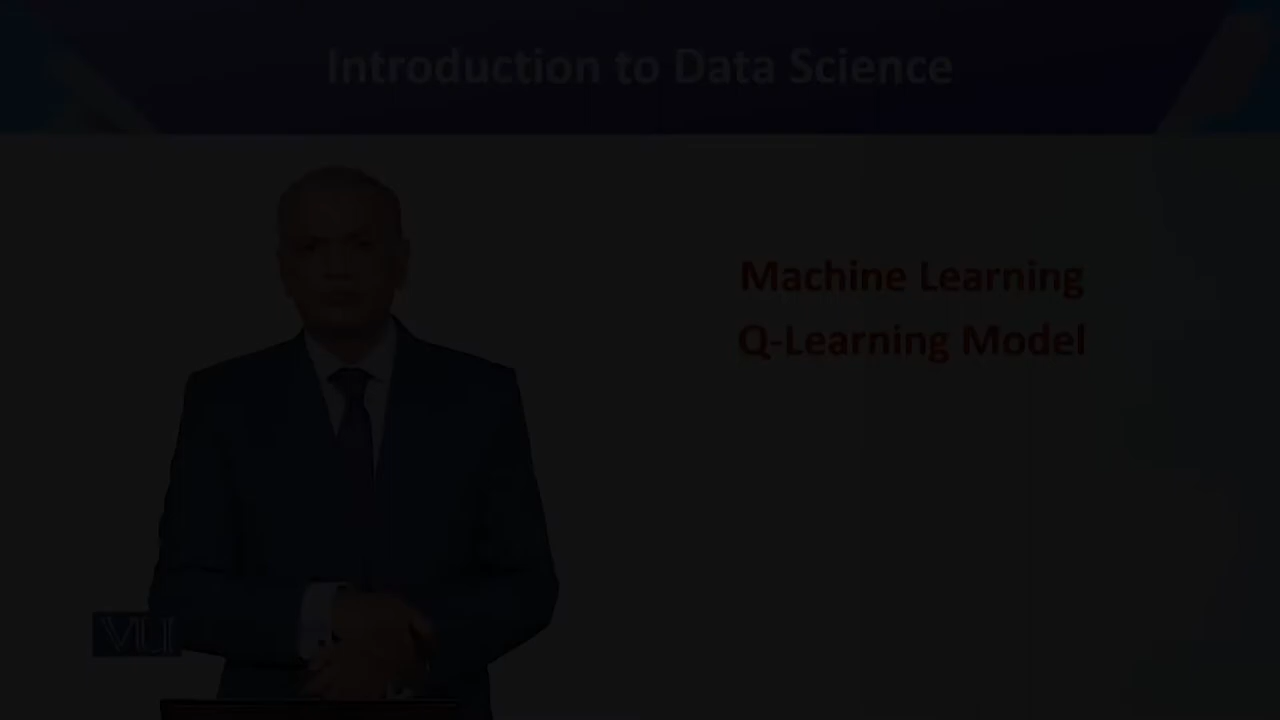 Introduction to Data Science
Machine Learning
Q-Learning Model
VU